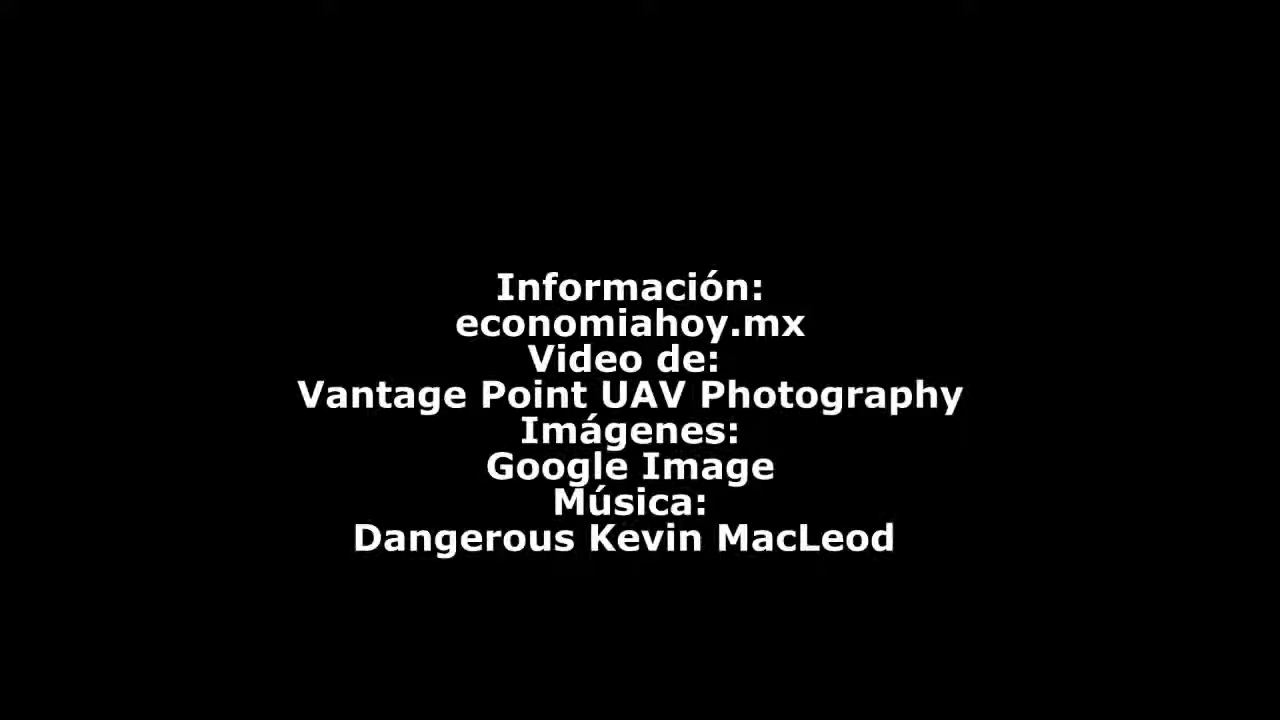 Información:
economiahoy.mx
Video de:
Vantage Point UAV Photography
Imágenes:
Google Image
Música:
Dangerous Kevin MacLeod